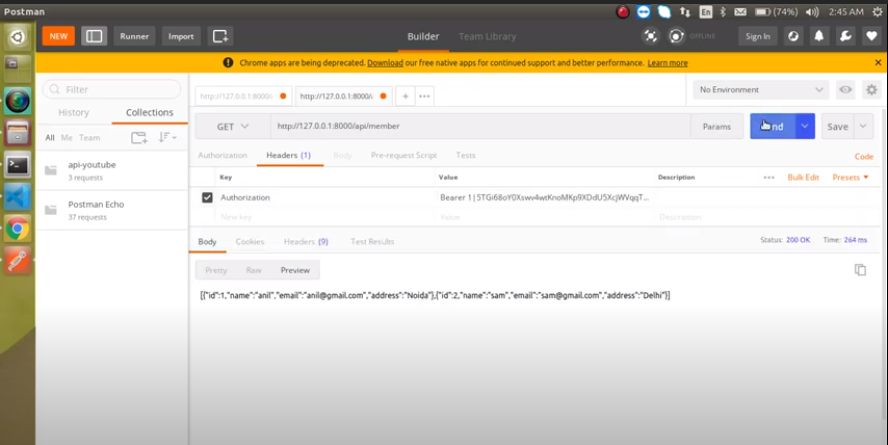 Postman
En (74%) 2:45 AM
NEW Runner Import Builder Team Library OFFLINE Sign In
Chrome apps are being deprecated. Download our free native apps for continued support and better performance. Learn more
Filter
History Collections
All Me Team
api-youtube
3 requests
Postman Echo
37 requests
http://127.0.0.1:8000/ http://127.0.0.1:8000/ + ••• No Environment
GET http://127.0.0.1:8000/api/member Params Save
Authorization Headers (1) Body Pre-request Script Tests Code
Key Value Description ••• Bulk Edit Presets
Authorization
New key Value Description
Body Cookies Headers (9) Test Results Status: 200 OK Time: 264 ms
Pretty Raw Preview
[{"id":1,"name":"anil","email":"anil@gmail.com","address":"Noida"},{"id":2,"name":"sam","email":"sam@gmail.com","address":"Delhi"}]